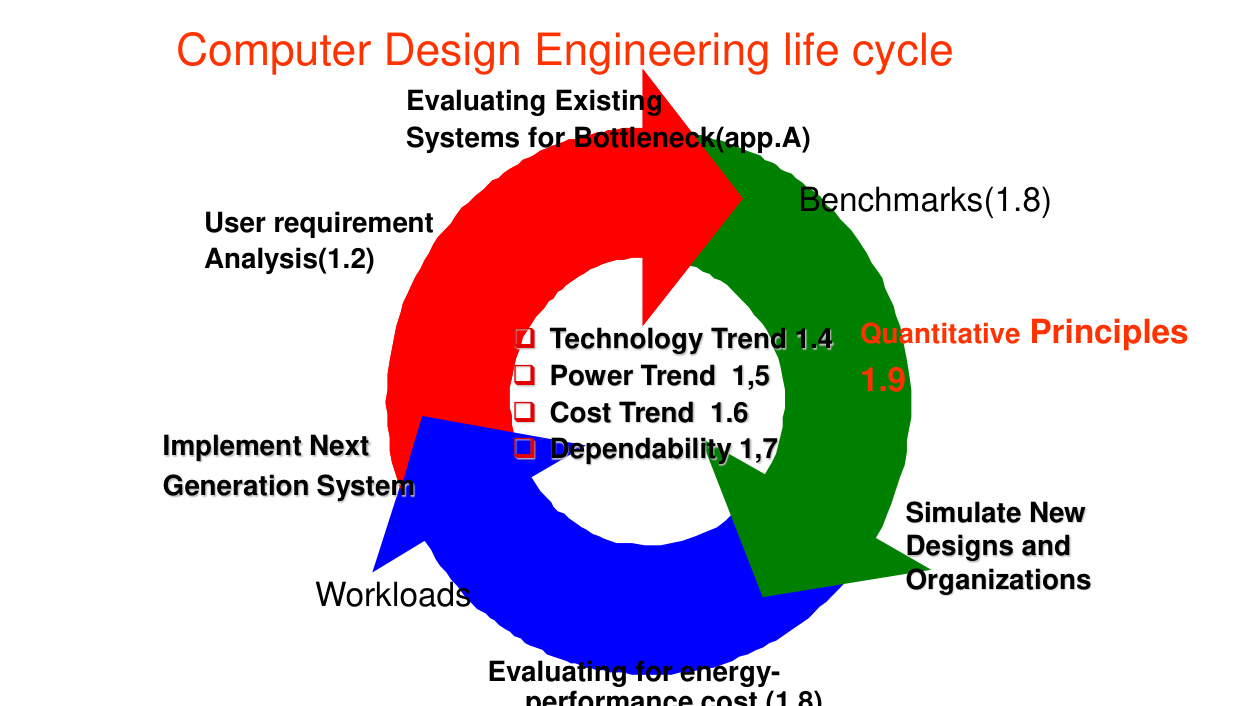 Computer Design Engineering life cycle
Evaluating Existing
Systems for Bottleneck(app.A)
Benchmarks(1.8)
User requirement
Analysis(1.2)
❑ Technology Trend 1.4
❑ Power Trend 1,5
❑ Cost Trend 1.6
❑ Dependability 1,7
Quantitative Principles
1.9
Implement Next
Generation System
Simulate New
Designs and
Organizations
Workloads
Evaluating for energy-
performance cost (1.8)